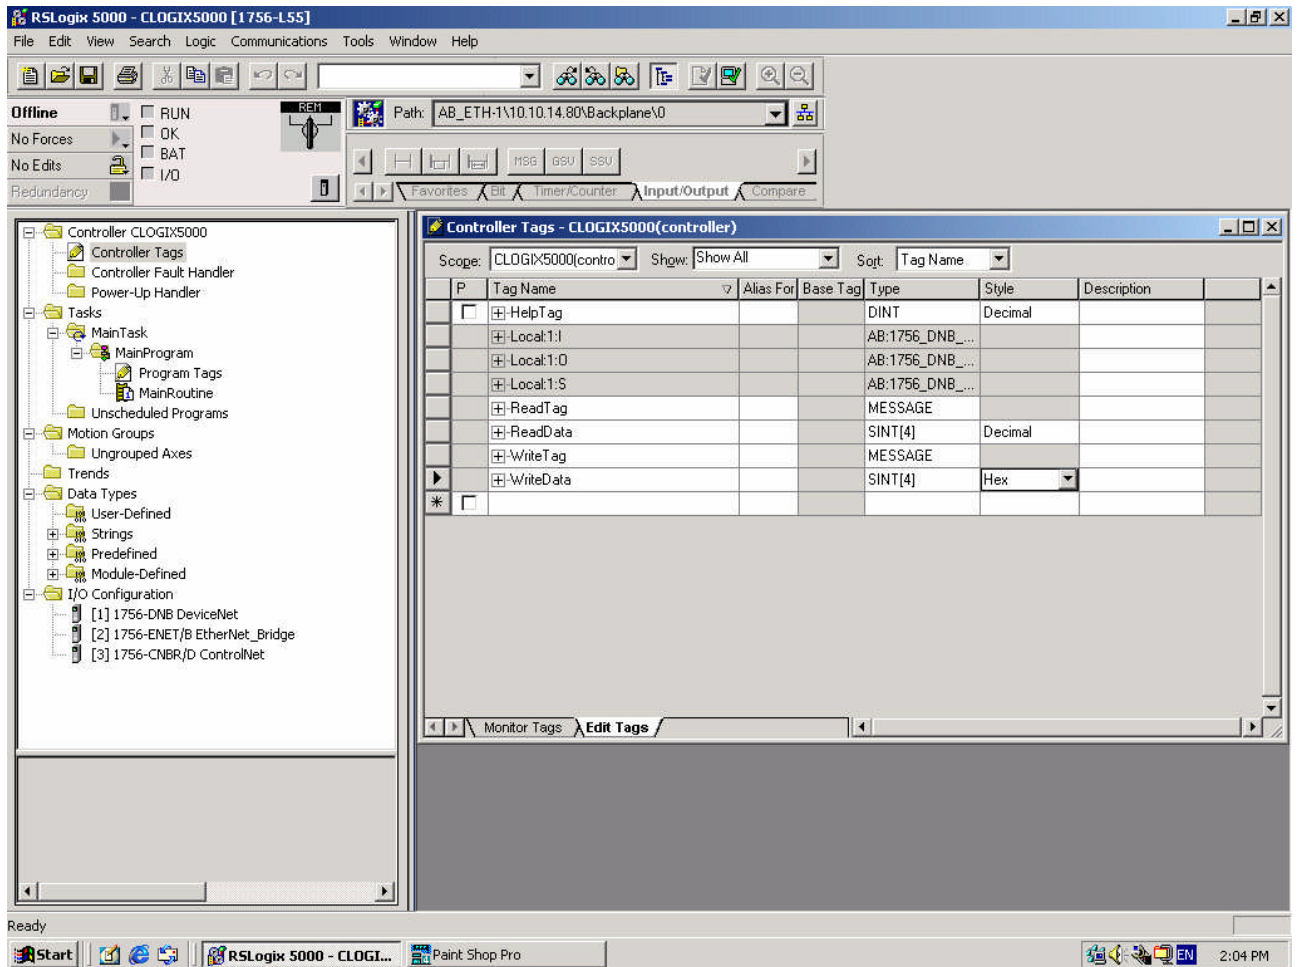 RSLogix 5000 - CLOGIX5000 [1756-L55]
File Edit View Search Logic Communications Tools Window Help
Offline
RUN
REM
Path: AB_ETH-1\10.10.14.80\Backplane\0
No Forces
OK
BAT
No Edits
I/O
MSG GSV SSV
Redundancy
Favorites Bit Timer/Counter Input/Output Compare
Controller CLOGIX5000
Controller Tags
Controller Fault Handler
Power-Up Handler
Tasks
MainTask
MainProgram
Program Tags
MainRoutine
Unscheduled Programs
Motion Groups
Ungrouped Axes
Trends
Data Types
User-Defined
Strings
Predefined
Module-Defined
I/O Configuration
[1] 1756-DNB DeviceNet
[2] 1756-ENET/B EtherNet_Bridge
[3] 1756-CNBR/D ControlNet
Controller Tags - CLOGIX5000(controller)
Scope: CLOGIX5000(contro Show: Show All Sort: Tag Name
P Tag Name Alias For Base Tag Type Style Description
HelpTag DINT Decimal
Local:1:I AB:1756_DNB_...
Local:1:O AB:1756_DNB_...
Local:1:S AB:1756_DNB_...
ReadTag MESSAGE
ReadData SINT[4] Decimal
WriteTag MESSAGE
WriteData SINT[4] Hex
Monitor Tags Edit Tags
Ready
Start RSLogix 5000 - CLOGI... Paint Shop Pro EN 2:04 PM